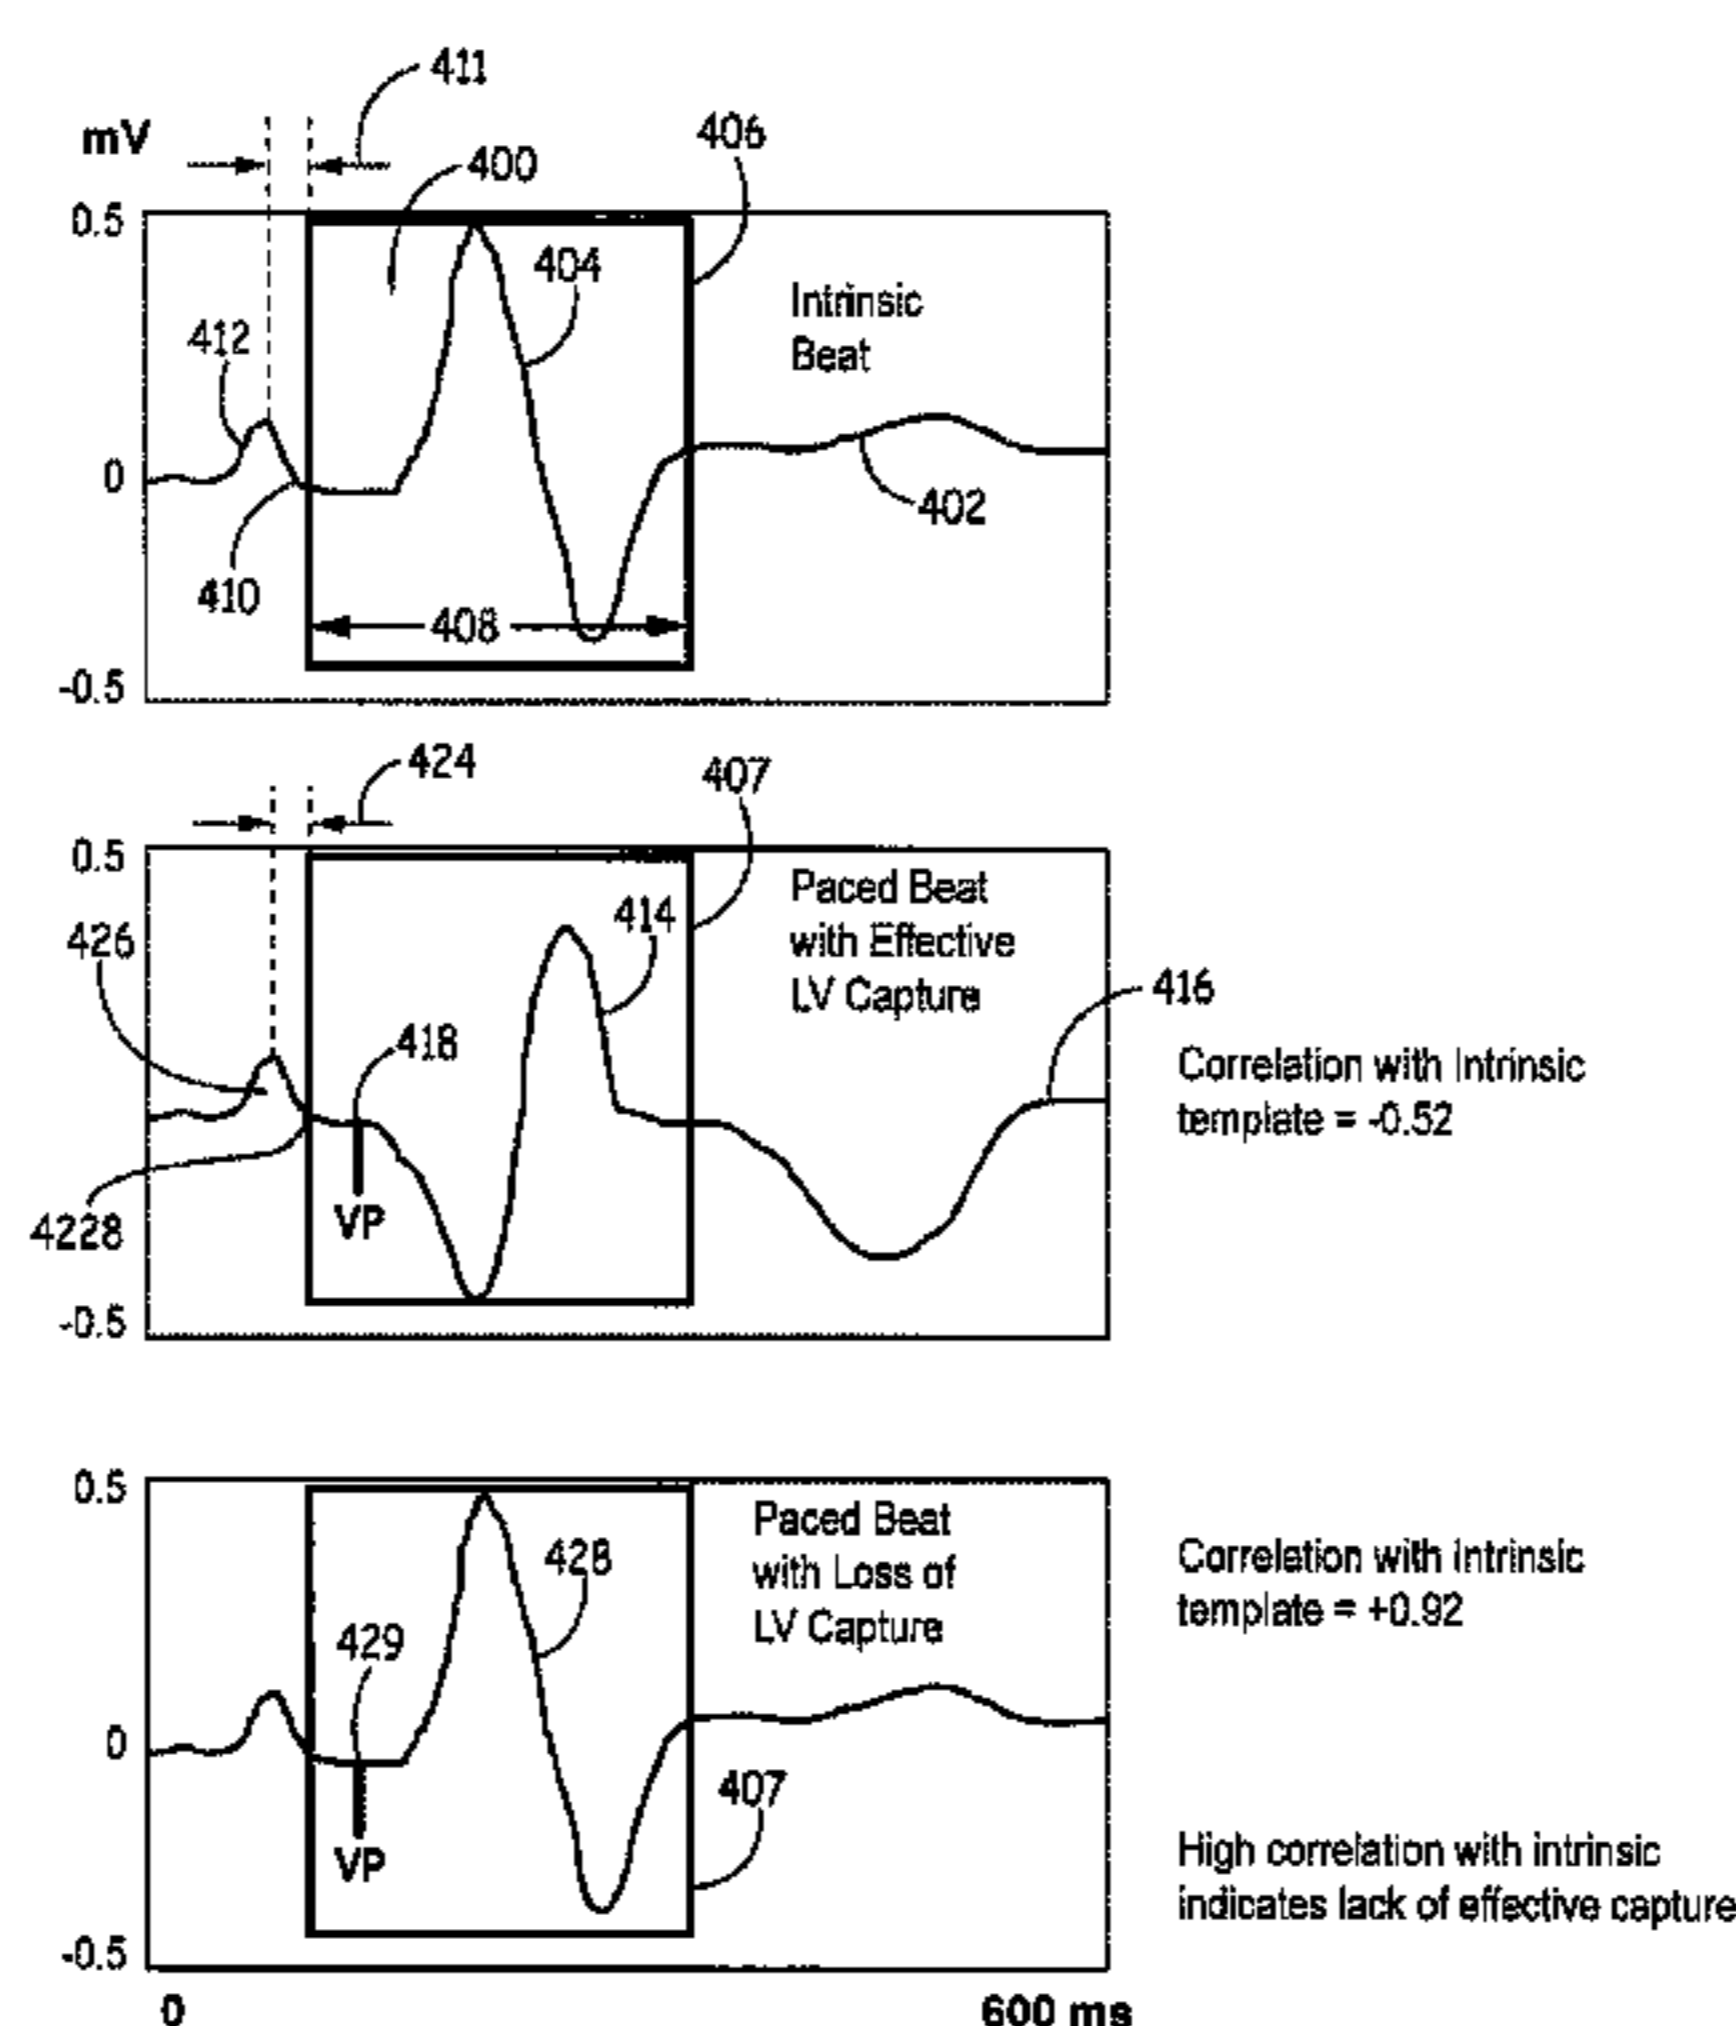 411
mV
406
400
0.5
404
Intrinsic
Beat
412
0
402
410
408
-0.5
424
407
0.5
Paced Beat
with Effective
LV Capture
414
426
416
418
Correlation with Intrinsic
template = -0.52
VP
4228
-0.5
0.5
Paced Beat
with Loss of
LV Capture
428
Correlation with Intrinsic
template = +0.92
429
0
407
VP
High correlation with intrinsic
indicates lack of effective capture
-0.5
0
600 ms